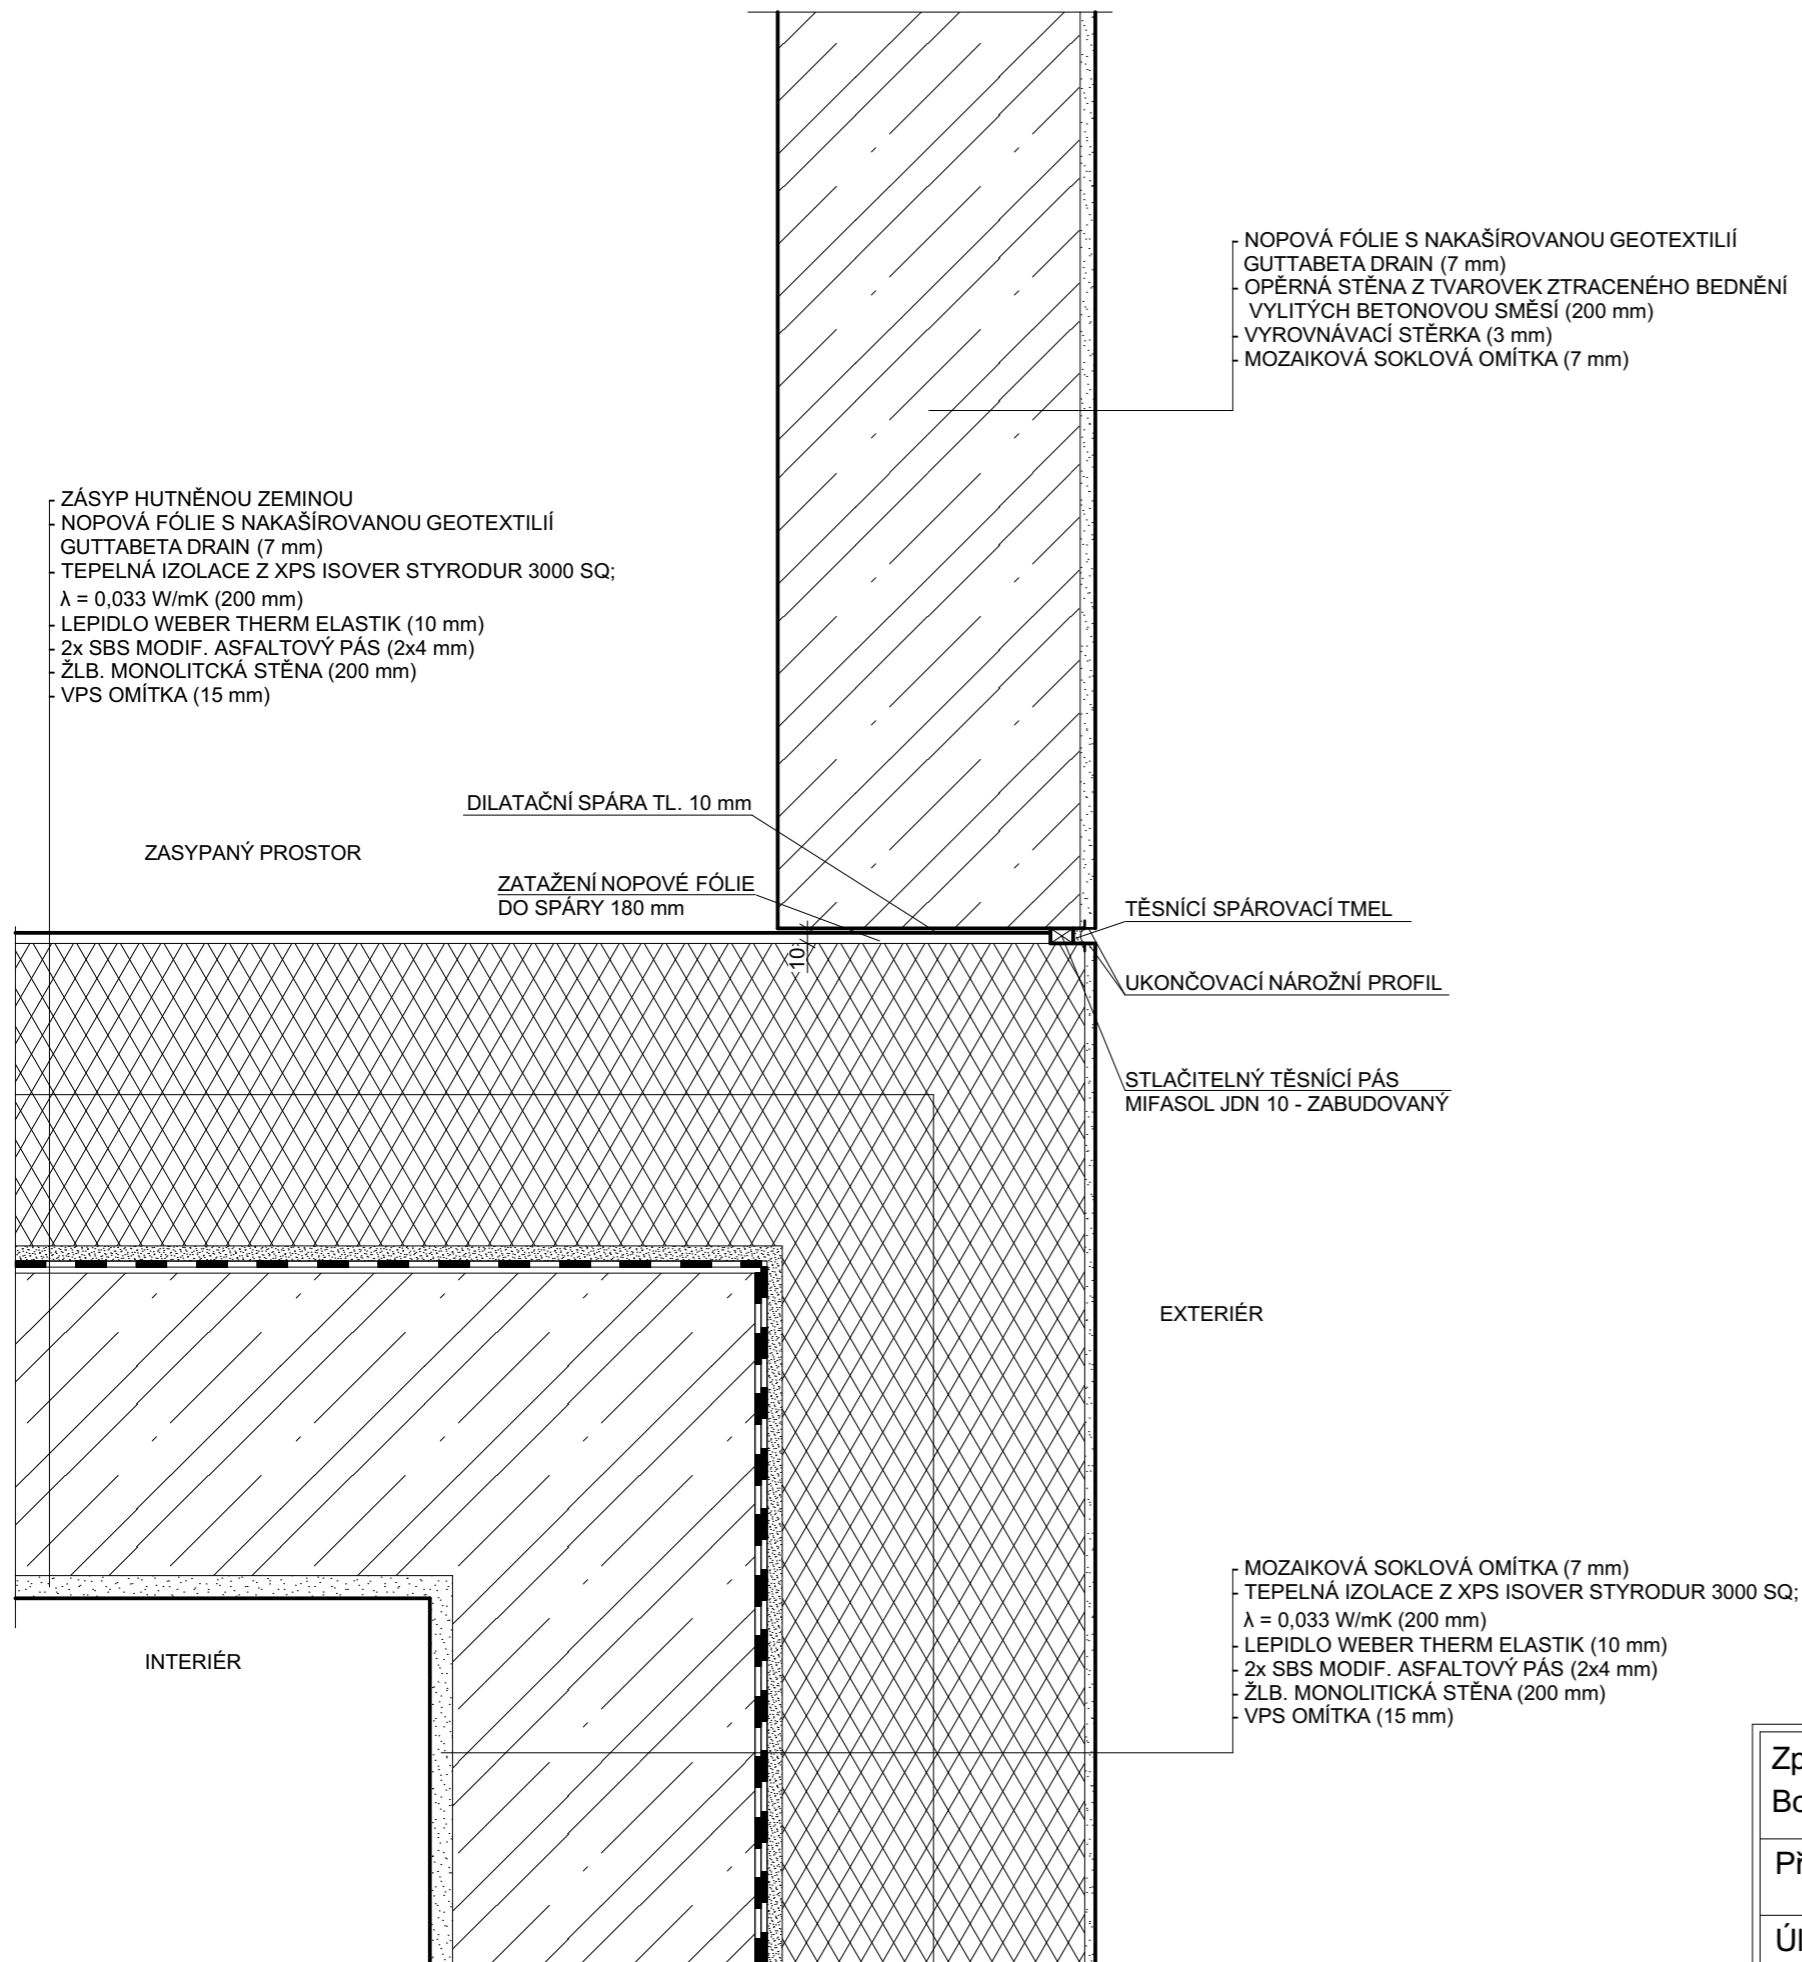 NOPOVÁ FÓLIE S NAKAŠÍROVANOU GEOTEXTILIÍ
GUTTABETA DRAIN (7 mm)
OPĚRNÁ STĚNA Z TVAROVEK ZTRACENÉHO BEDNĚNÍ
VYLITÝCH BETONOVOU SMĚSÍ (200 mm)
VYROVNÁVACÍ STĚRKA (3 mm)
MOZAIKOVÁ SOKLOVÁ OMÍTKA (7 mm)
ZÁSYP HUTNĚNOU ZEMINOU
NOPOVÁ FÓLIE S NAKAŠÍROVANOU GEOTEXTILIÍ
GUTTABETA DRAIN (7 mm)
TEPELNÁ IZOLACE Z XPS ISOVER STYRODUR 3000 SQ;
λ = 0,033 W/mK (200 mm)
LEPIDLO WEBER THERM ELASTIK (10 mm)
2x SBS MODIF. ASFALTOVÝ PÁS (2x4 mm)
ŽLB. MONOLITCKÁ STĚNA (200 mm)
VPS OMÍTKA (15 mm)
DILATAČNÍ SPÁRA TL. 10 mm
ZASYPANÝ PROSTOR
ZATAŽENÍ NOPOVÉ FÓLIE
DO SPÁRY 180 mm
TĚSNÍCÍ SPÁROVACÍ TMEL
10
UKONČOVACÍ NÁROŽNÍ PROFIL
STLAČITELNÝ TĚSNÍCÍ PÁS
MIFASOL JDN 10 - ZABUDOVANÝ
EXTERIÉR
MOZAIKOVÁ SOKLOVÁ OMÍTKA (7 mm)
TEPELNÁ IZOLACE Z XPS ISOVER STYRODUR 3000 SQ;
λ = 0,033 W/mK (200 mm)
LEPIDLO WEBER THERM ELASTIK (10 mm)
2x SBS MODIF. ASFALTOVÝ PÁS (2x4 mm)
ŽLB. MONOLITICKÁ STĚNA (200 mm)
VPS OMÍTKA (15 mm)
INTERIÉR